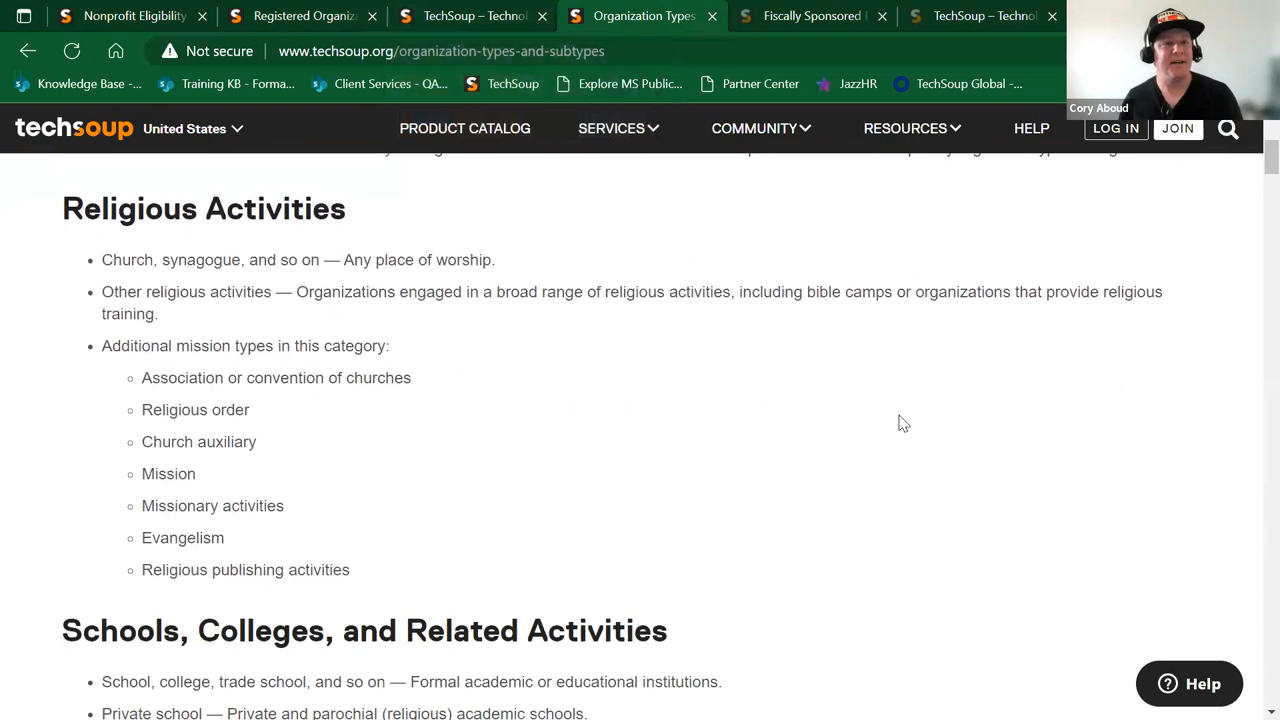 Nonprofit Eligibility
Registered Organiza
TechSoup – Technol
Organization Types
Fiscally Sponsored
TechSoup – Technol
Not secure
www.techsoup.org/organization-types-and-subtypes
Knowledge Base -...
Training KB - Forma...
Client Services - QA...
TechSoup
Explore MS Public...
Partner Center
JazzHR
TechSoup Global -...
Cory Aboud
techsoup
United States
PRODUCT CATALOG
SERVICES
COMMUNITY
RESOURCES
HELP
LOG IN
JOIN
Religious Activities
• Church, synagogue, and so on — Any place of worship.
• Other religious activities — Organizations engaged in a broad range of religious activities, including bible camps or organizations that provide religious
training.
• Additional mission types in this category:
◦ Association or convention of churches
◦ Religious order
◦ Church auxiliary
◦ Mission
◦ Missionary activities
◦ Evangelism
◦ Religious publishing activities
Schools, Colleges, and Related Activities
• School, college, trade school, and so on — Formal academic or educational institutions.
• Private school — Private and parochial (religious) academic schools.
Help